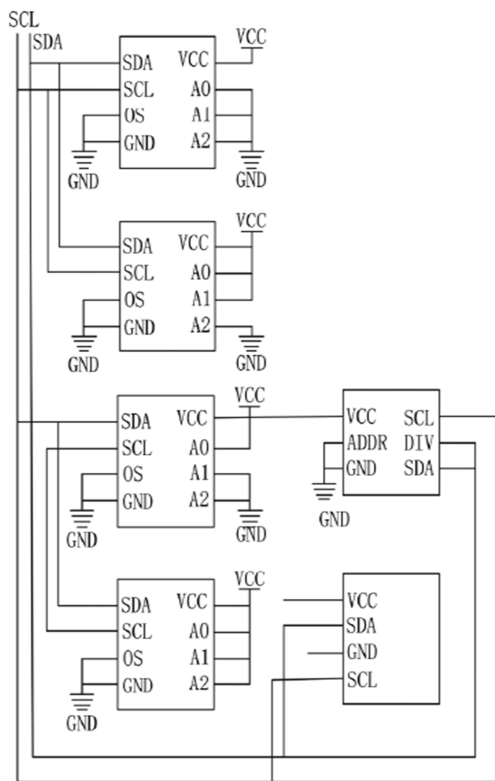 SCL
SDA
VCC
SDA VCC
SCL A0
OS A1
GND A2
GND GND
VCC
SDA VCC
SCL A0
OS A1
GND A2
GND GND
VCC
SDA VCC
SCL A0
OS A1
GND A2
GND GND
VCC SCL
ADDR DIV
GND SDA
GND
VCC
SDA VCC
SCL A0
OS A1
GND A2
GND
VCC
SDA
GND
SCL